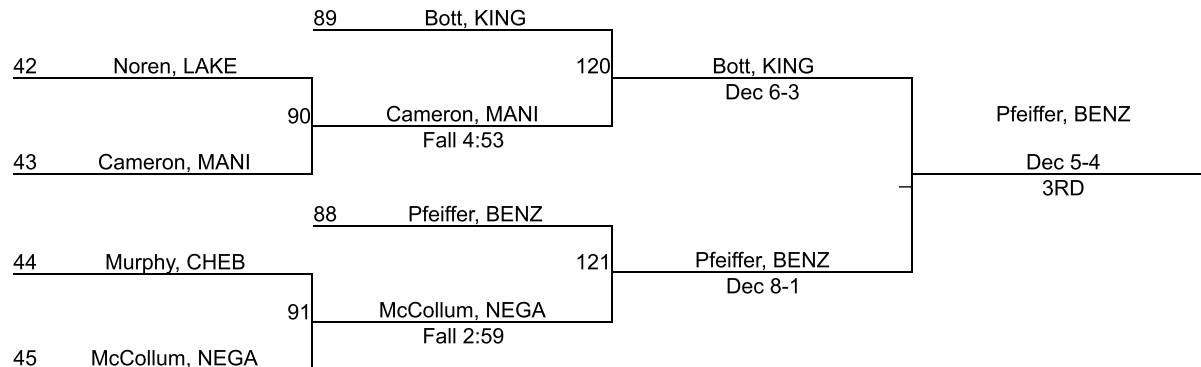 89 Bott, KING
42 Noren, LAKE
120 Bott, KING
Dec 6-3
90 Cameron, MANI
Fall 4:53
Pfeiffer, BENZ
43 Cameron, MANI
Dec 5-4
3RD
88 Pfeiffer, BENZ
44 Murphy, CHEB
121 Pfeiffer, BENZ
Dec 8-1
91 McCollum, NEGA
Fall 2:59
45 McCollum, NEGA